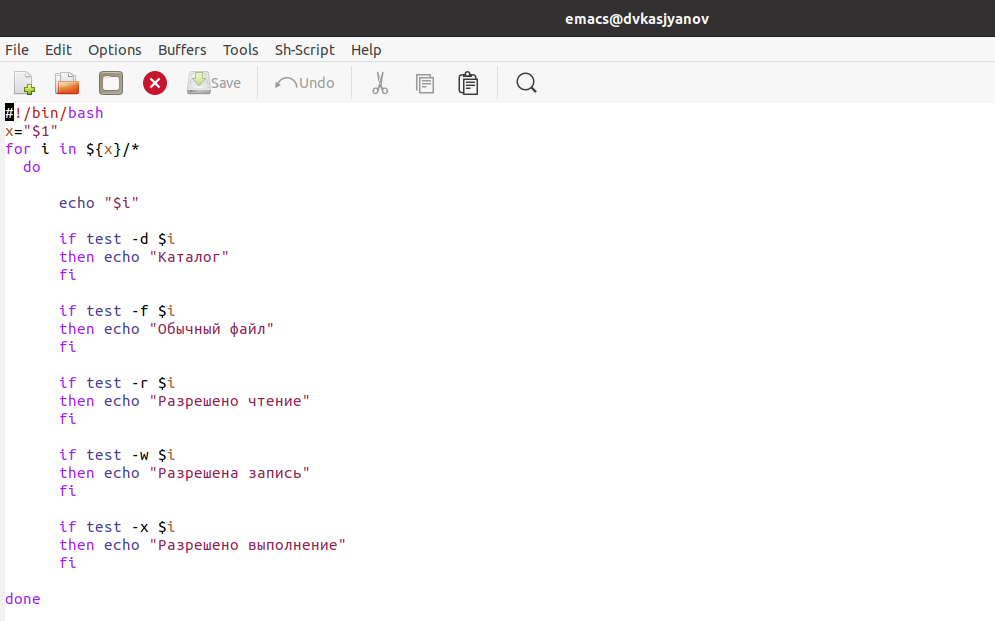 emacs@dvkasjyanov
File Edit Options Buffers Tools Sh-Script Help
Save Undo
#!/bin/bash
x="$1"
for i in ${x}/*
  do

      echo "$i"

      if test -d $i
      then echo "Каталог"
      fi

      if test -f $i
      then echo "Обычный файл"
      fi

      if test -r $i
      then echo "Разрешено чтение"
      fi

      if test -w $i
      then echo "Разрешена запись"
      fi

      if test -x $i
      then echo "Разрешено выполнение"
      fi

done